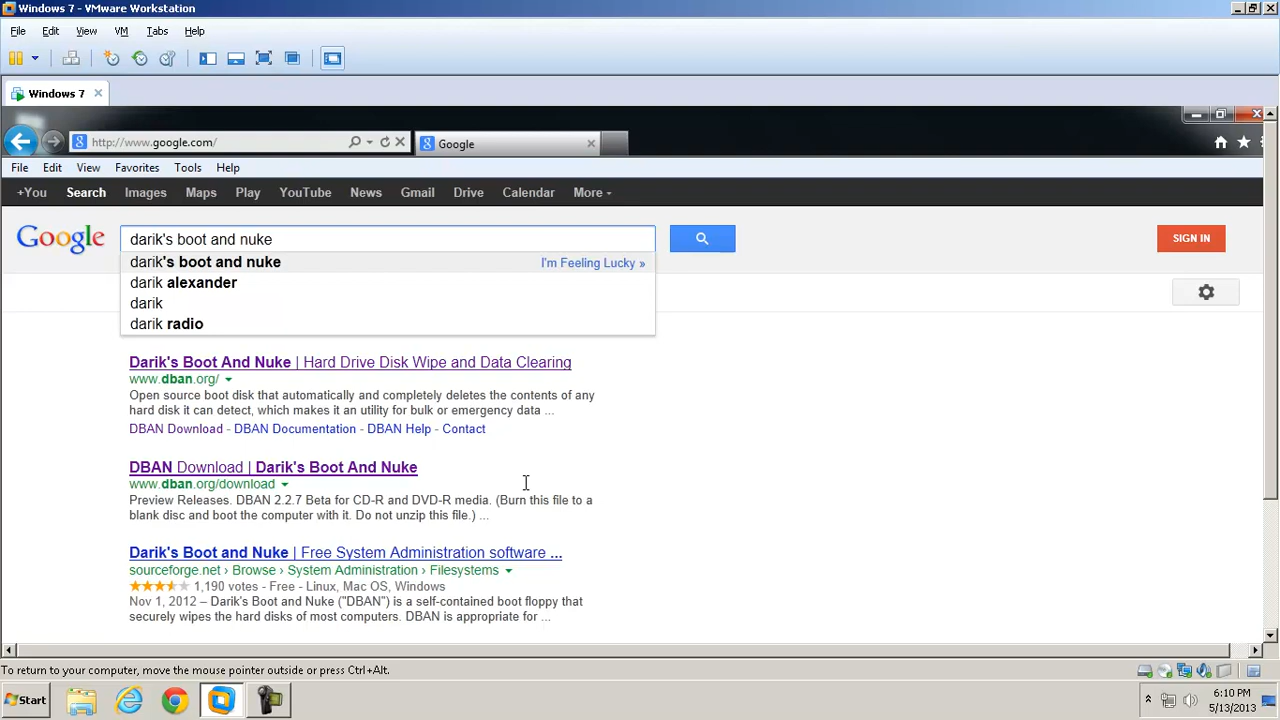 Windows 7 - VMware Workstation
File Edit View VM Tabs Help
Windows 7
http://www.google.com/ Google
File Edit View Favorites Tools Help
+You Search Images Maps Play YouTube News Gmail Drive Calendar More
Google darik's boot and nuke SIGN IN
darik's boot and nuke I'm Feeling Lucky »
darik alexander
darik
darik radio
Darik's Boot And Nuke | Hard Drive Disk Wipe and Data Clearing
www.dban.org/
Open source boot disk that automatically and completely deletes the contents of any
hard disk it can detect, which makes it an utility for bulk or emergency data ...
DBAN Download - DBAN Documentation - DBAN Help - Contact
DBAN Download | Darik's Boot And Nuke
www.dban.org/download
Preview Releases. DBAN 2.2.7 Beta for CD-R and DVD-R media. (Burn this file to a
blank disc and boot the computer with it. Do not unzip this file.) ...
Darik's Boot and Nuke | Free System Administration software ...
sourceforge.net › Browse › System Administration › Filesystems
1,190 votes - Free - Linux, Mac OS, Windows
Nov 1, 2012 – Darik's Boot and Nuke ("DBAN") is a self-contained boot floppy that
securely wipes the hard disks of most computers. DBAN is appropriate for ...
To return to your computer, move the mouse pointer outside or press Ctrl+Alt.
Start 6:10 PM
5/13/2013